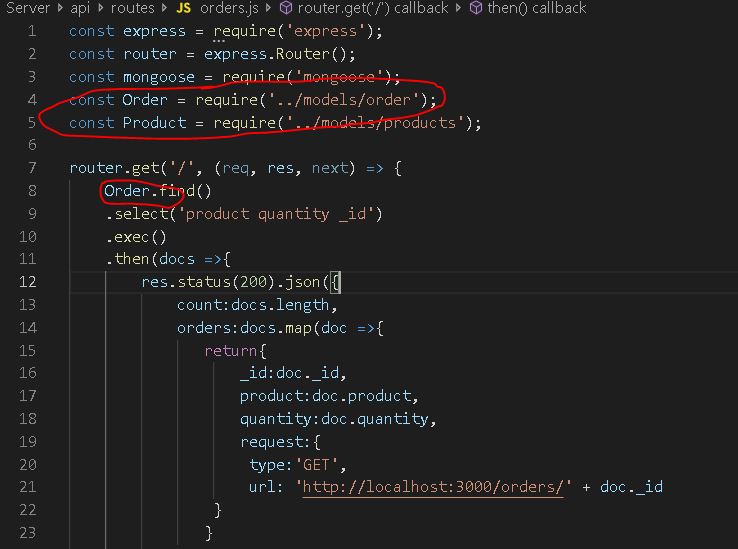 Server > api > routes > JS orders.js > router.get('/') callback > then() callback
1 const express = require('express');
2 const router = express.Router();
3 const mongoose = require('mongoose');
4 const Order = require('../models/order');
5 const Product = require('../models/products');
6
7 router.get('/', (req, res, next) => {
8 Order.find()
9 .select('product quantity _id')
10 .exec()
11 .then(docs =>{
12 res.status(200).json({
13 count:docs.length,
14 orders:docs.map(doc =>{
15 return{
16 _id:doc._id,
17 product:doc.product,
18 quantity:doc.quantity,
19 request:{
20 type:'GET',
21 url: 'http://localhost:3000/orders/' + doc._id
22 }
23 }